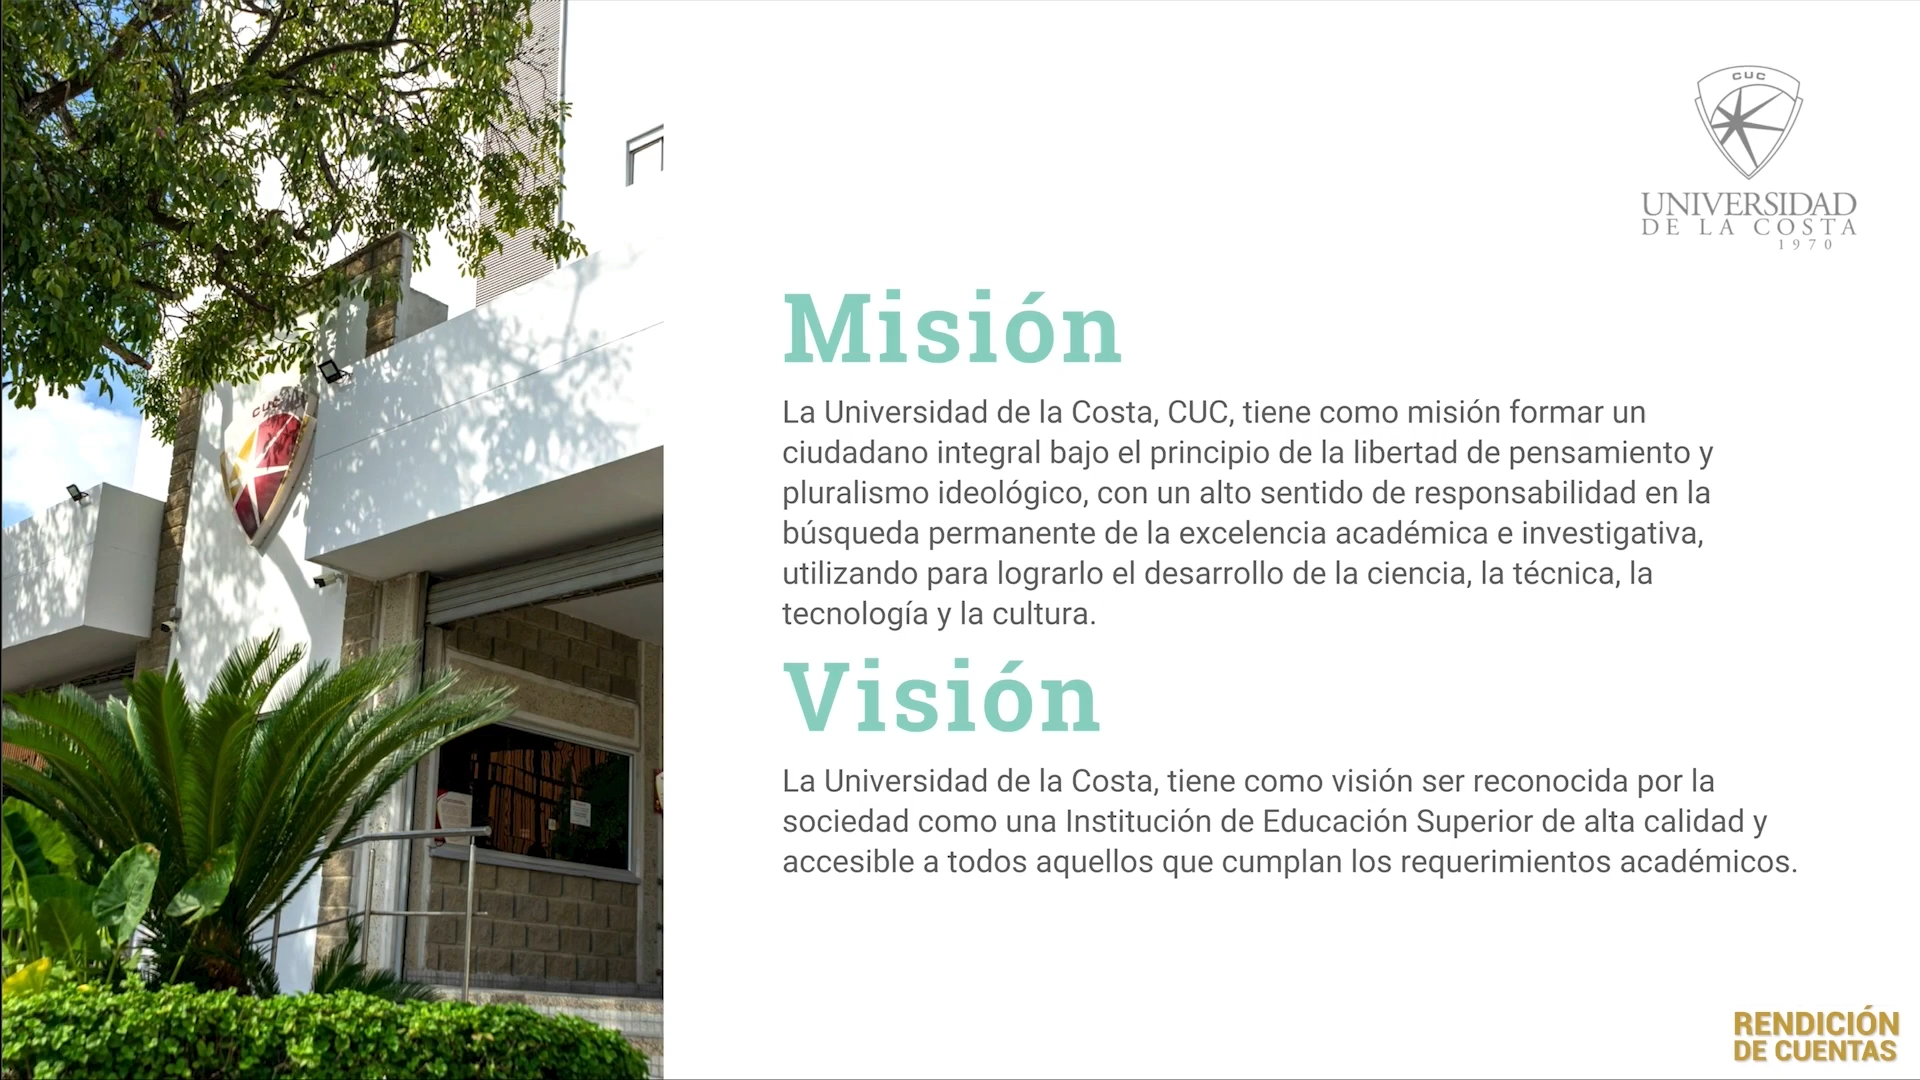 CUC
UNIVERSIDAD
DE LA COSTA
1970
Misión
La Universidad de la Costa, CUC, tiene como misión formar un
ciudadano integral bajo el principio de la libertad de pensamiento y
pluralismo ideológico, con un alto sentido de responsabilidad en la
búsqueda permanente de la excelencia académica e investigativa,
utilizando para lograrlo el desarrollo de la ciencia, la técnica, la
tecnología y la cultura.
Visión
La Universidad de la Costa, tiene como visión ser reconocida por la
sociedad como una Institución de Educación Superior de alta calidad y
accesible a todos aquellos que cumplan los requerimientos académicos.
CUC
RENDICIÓN
DE CUENTAS